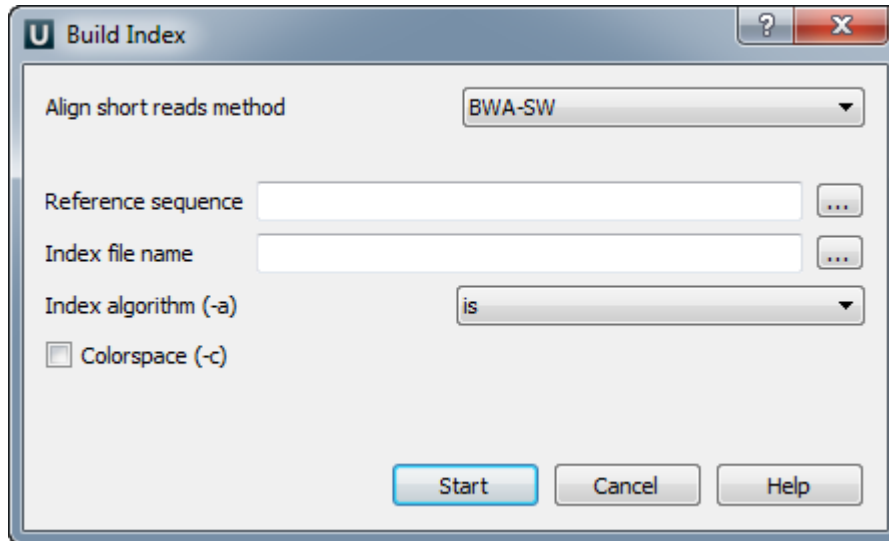 U Build Index
Align short reads method BWA-SW
Reference sequence ...
Index file name ...
Index algorithm (-a) is
Colorspace (-c)
Start Cancel Help